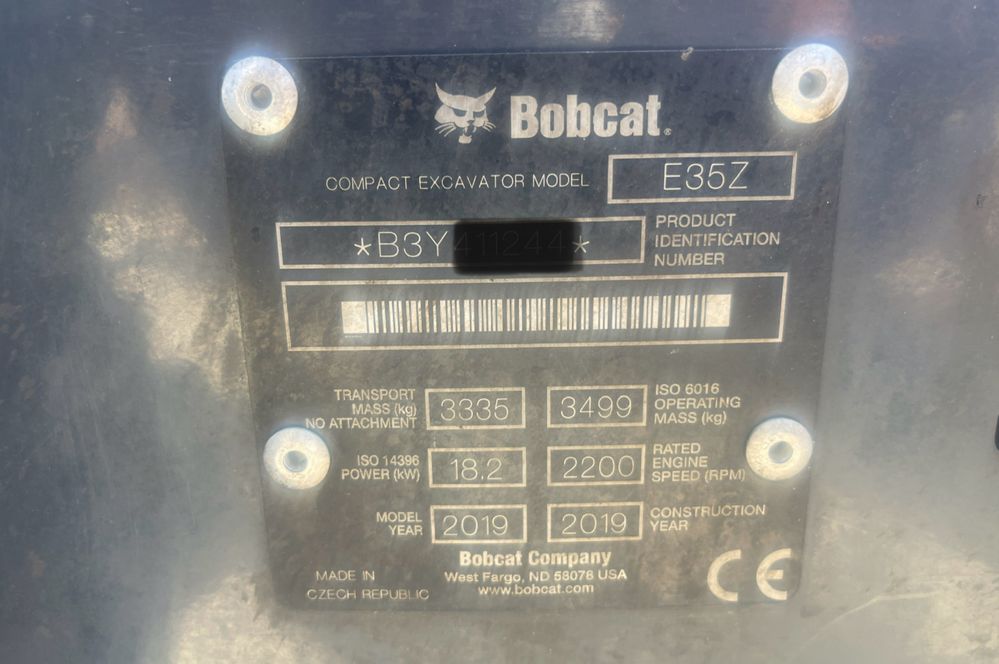 Bobcat®
COMPACT EXCAVATOR MODEL E35Z
*B3Y
PRODUCT
IDENTIFICATION
NUMBER
TRANSPORT
MASS (kg)
NO ATTACHMENT
3335
3499
ISO 6016
OPERATING
MASS (kg)
ISO 14396
POWER (kW)
18.2
2200
RATED
ENGINE
SPEED (RPM)
MODEL
YEAR
2019
2019
CONSTRUCTION
YEAR
Bobcat Company
West Fargo, ND 58078 USA
www.bobcat.com
MADE IN
CZECH REPUBLIC
CE